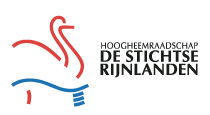 HOOGHEEMRAADSCHAP
DE STICHTSE
RIJNLANDEN